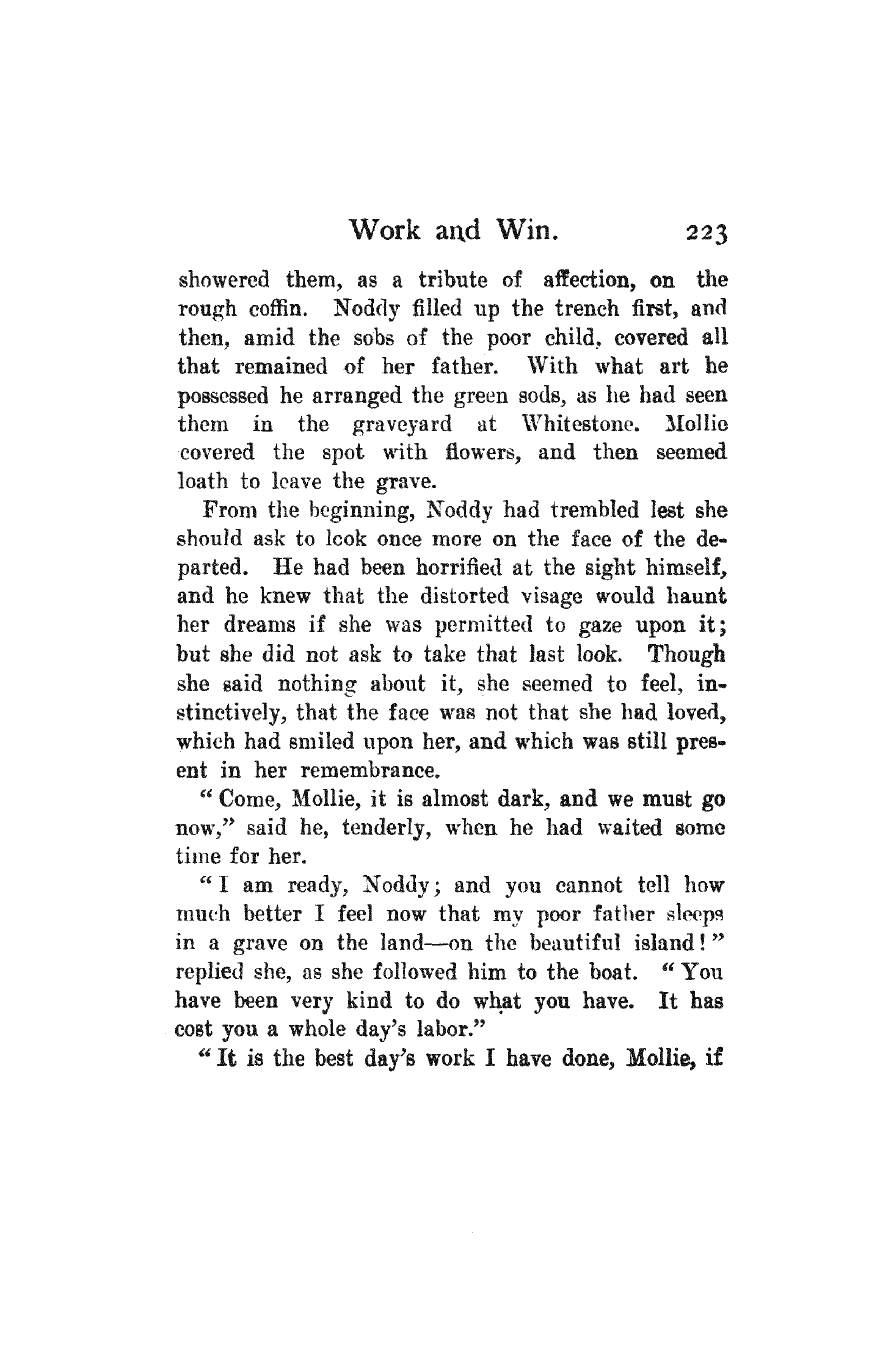 Work and Win. 223
showered them, as a tribute of affection, on the
rough coffin. Noddy filled up the trench first, and
then, amid the sobs of the poor child, covered all
that remained of her father. With what art he
possessed he arranged the green sods, as he had seen
them in the graveyard at Whitestone. Mollie
covered the spot with flowers, and then seemed
loath to leave the grave.
From the beginning, Noddy had trembled lest she
should ask to look once more on the face of the de-
parted. He had been horrified at the sight himself,
and he knew that the distorted visage would haunt
her dreams if she was permitted to gaze upon it;
but she did not ask to take that last look. Though
she said nothing about it, she seemed to feel, in-
stinctively, that the face was not that she had loved,
which had smiled upon her, and which was still pres-
ent in her remembrance.
“Come, Mollie, it is almost dark, and we must go
now,” said he, tenderly, when he had waited some
time for her.
“I am ready, Noddy; and you cannot tell how
much better I feel now that my poor father sleeps
in a grave on the land—on the beautiful island!”
replied she, as she followed him to the boat. “You
have been very kind to do what you have. It has
cost you a whole day's labor.”
“It is the best day's work I have done, Mollie, if